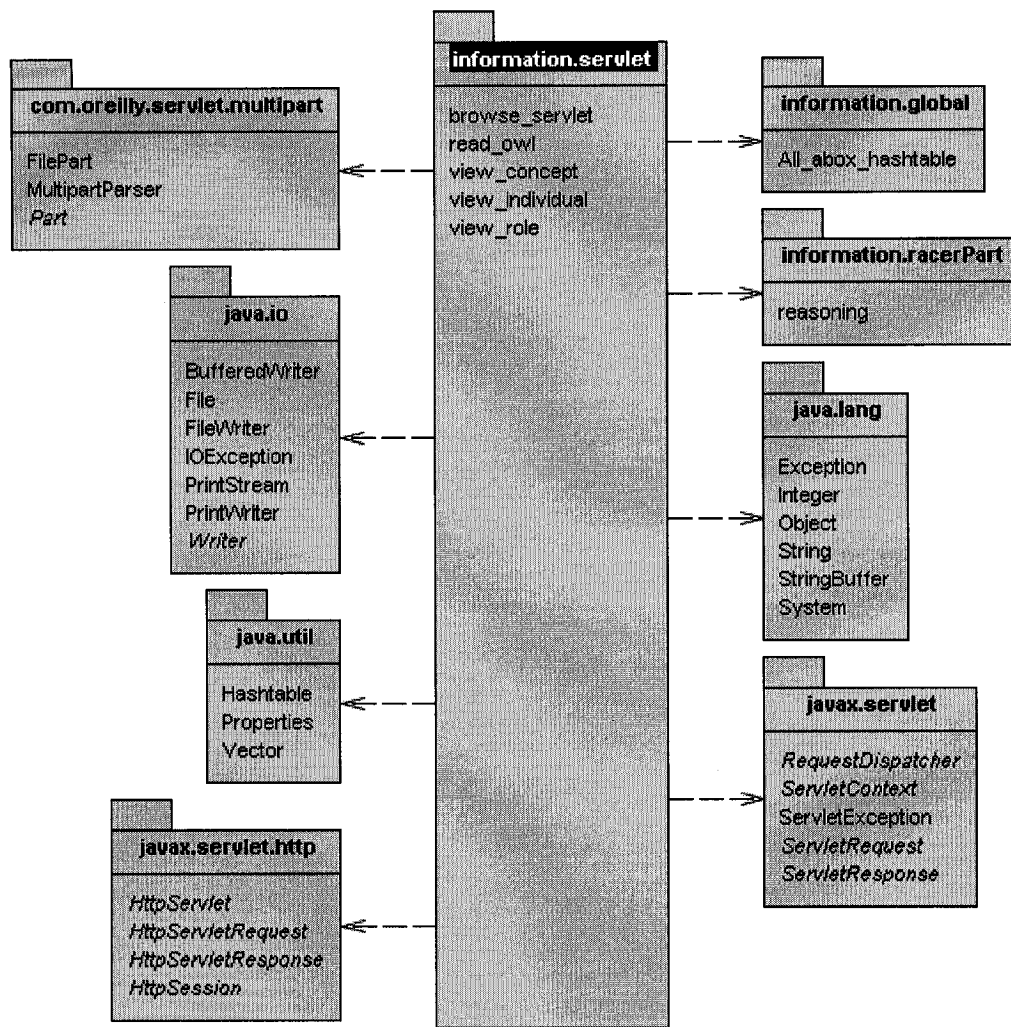 information.servlet
browse_servlet
read_owl
view_concept
view_individual
view_role
com.oreilly.servlet.multipart
FilePart
MultipartParser
Part
java.io
BufferedWriter
File
FileWriter
IOException
PrintStream
PrintWriter
Writer
java.util
Hashtable
Properties
Vector
javax.servlet.http
HttpServlet
HttpServletRequest
HttpServletResponse
HttpSession
information.global
All_abox_hashtable
information.racerPart
reasoning
java.lang
Exception
Integer
Object
String
StringBuffer
System
javax.servlet
RequestDispatcher
ServletContext
ServletException
ServletRequest
ServletResponse